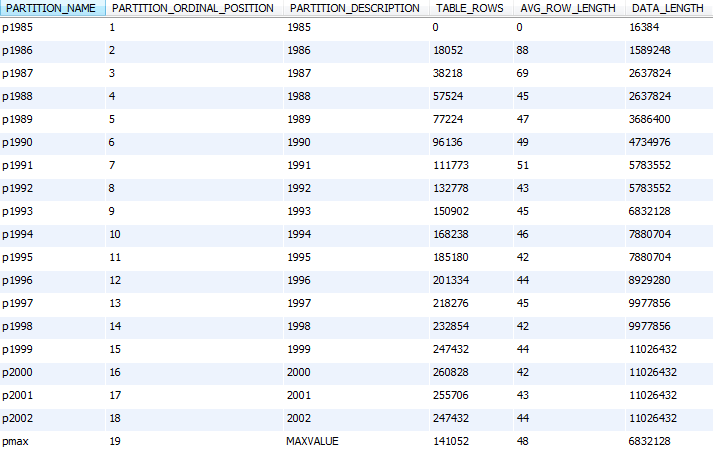 PARTITION_NAME PARTITION_ORDINAL_POSITION PARTITION_DESCRIPTION TABLE_ROWS AVG_ROW_LENGTH DATA_LENGTH
p1985 1 1985 0 0 16384
p1986 2 1986 18052 88 1589248
p1987 3 1987 38218 69 2637824
p1988 4 1988 57524 45 2637824
p1989 5 1989 77224 47 3686400
p1990 6 1990 96136 49 4734976
p1991 7 1991 111773 51 5783552
p1992 8 1992 132778 43 5783552
p1993 9 1993 150902 45 6832128
p1994 10 1994 168238 46 7880704
p1995 11 1995 185180 42 7880704
p1996 12 1996 201334 44 8929280
p1997 13 1997 218276 45 9977856
p1998 14 1998 232854 42 9977856
p1999 15 1999 247432 44 11026432
p2000 16 2000 260828 42 11026432
p2001 17 2001 255706 43 11026432
p2002 18 2002 247432 44 11026432
pmax 19 MAXVALUE 141052 48 6832128